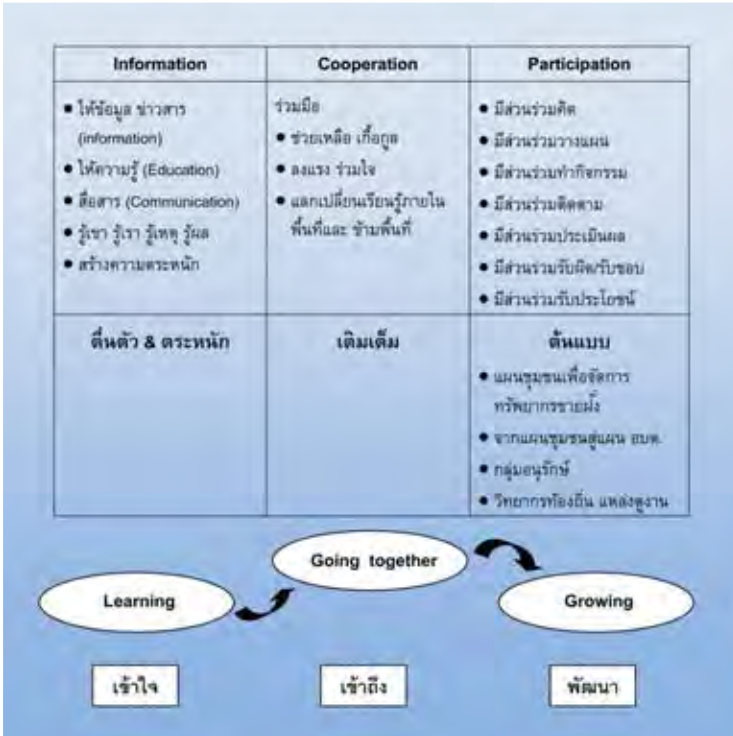 Information
■ ให้ข้อมูล ข่าวสาร
(information)
● ให้ความรู้ (Education)
● สื่อสาร (Communication)
● รู้เขา รู้เรา รู้เหตุ รู้ผล
● สร้างความตระหนัก
Cooperation
ร่วมมือ
● ช่วยเหลือ เกื้อกูล
● ลงแรง ร่วมใจ
● แลกเปลี่ยนเรียนรู้ภายใน
พื้นที่และ ข้ามพื้นที่
Participation
● มีส่วนร่วมคิด
● มีส่วนร่วมวางแผน
● มีส่วนร่วมทำกิจกรรม
● มีส่วนร่วมติดตาม
● มีส่วนร่วมประเมินผล
● มีส่วนร่วมรับผิด/รับชอบ
● มีส่วนร่วมรับประโยชน์
ตื่นตัว & ตระหนัก
เติมเต็ม
ต้นแบบ
● แผนชุมชนเพื่อจัดการ
ทรัพยากรชายฝั่ง
● จากแผนชุมชนสู่แผน อบต.
● กลุ่มอนุรักษ์
● วิทยากรท้องถิ่น แหล่งดูงาน
Learning
Going together
Growing
เข้าใจ
เข้าถึง
พัฒนา